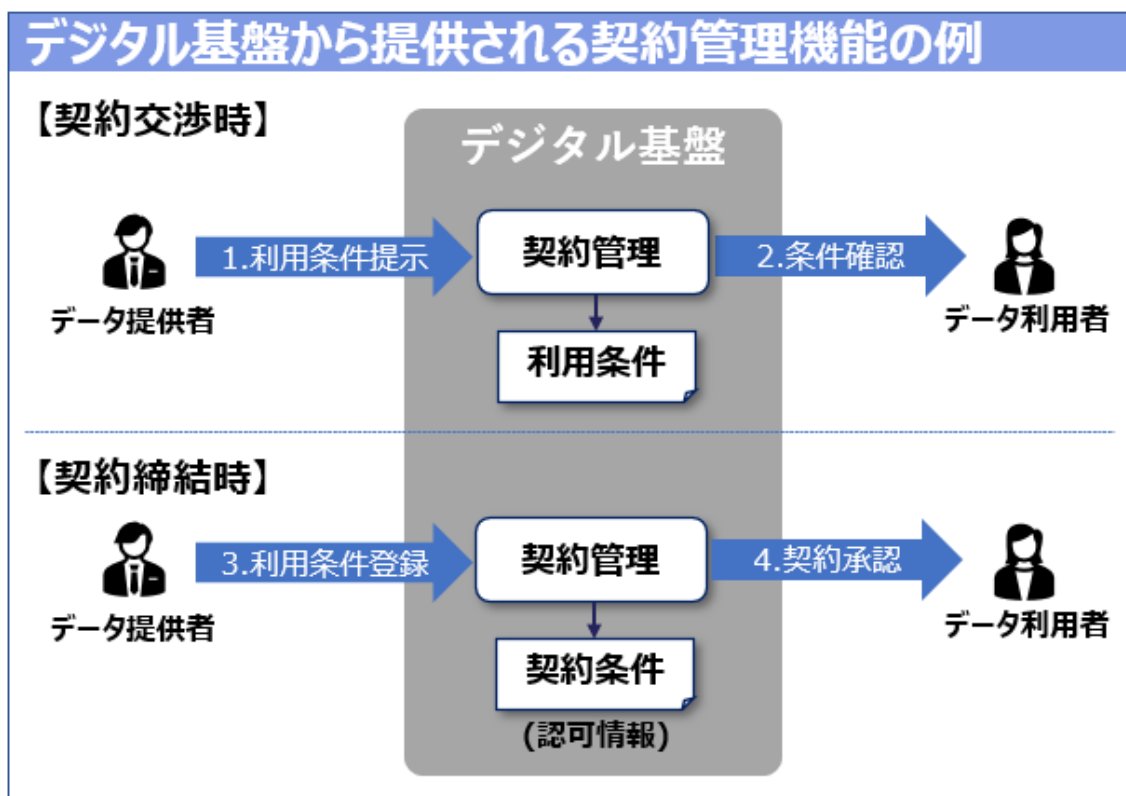 デジタル基盤から提供される契約管理機能の例
【契約交渉時】
デジタル基盤
1.利用条件提示
契約管理
2.条件確認
データ提供者
データ利用者
利用条件
【契約締結時】
3.利用条件登録
契約管理
4.契約承認
データ提供者
データ利用者
契約条件
(認可情報)